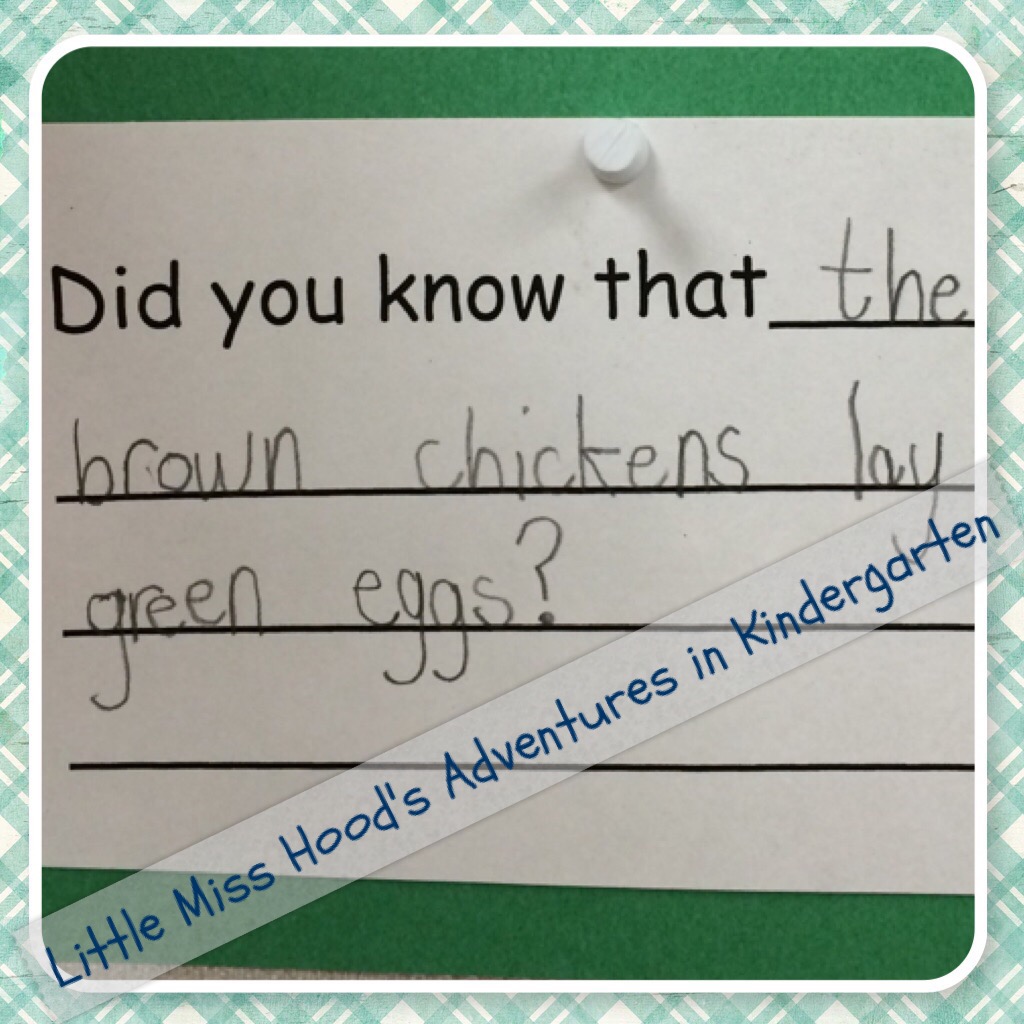 Did you know that the
brown chickens lay
green eggs?
Little Miss Hood's Adventures in Kindergarten